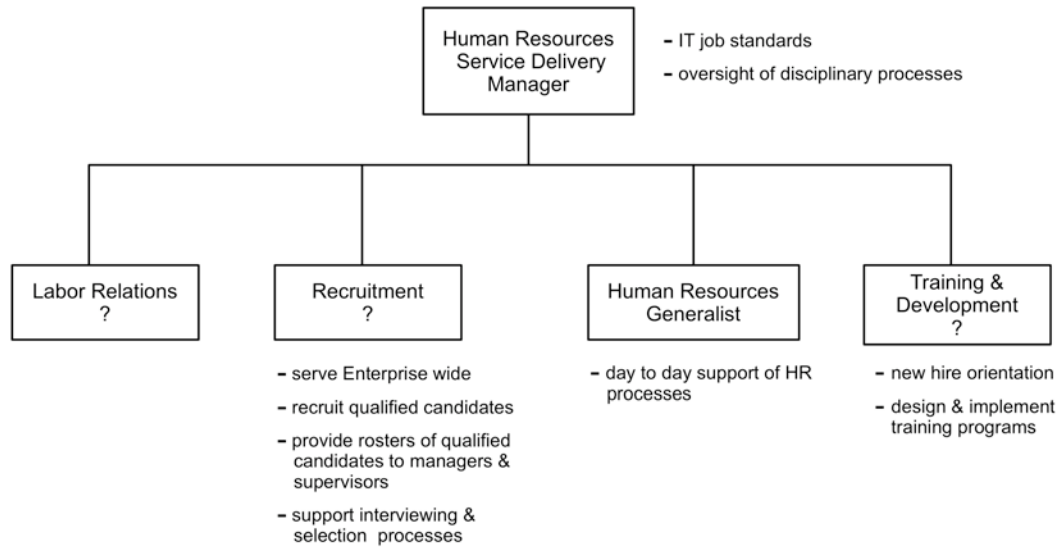 Human Resources
Service Delivery
Manager
- IT job standards
- oversight of disciplinary processes
Labor Relations
?
Recruitment
?
Human Resources
Generalist
Training &
Development
?
- serve Enterprise wide
- recruit qualified candidates
- provide rosters of qualified
candidates to managers &
supervisors
- support interviewing &
selection processes
- day to day support of HR
processes
- new hire orientation
- design & implement
training programs